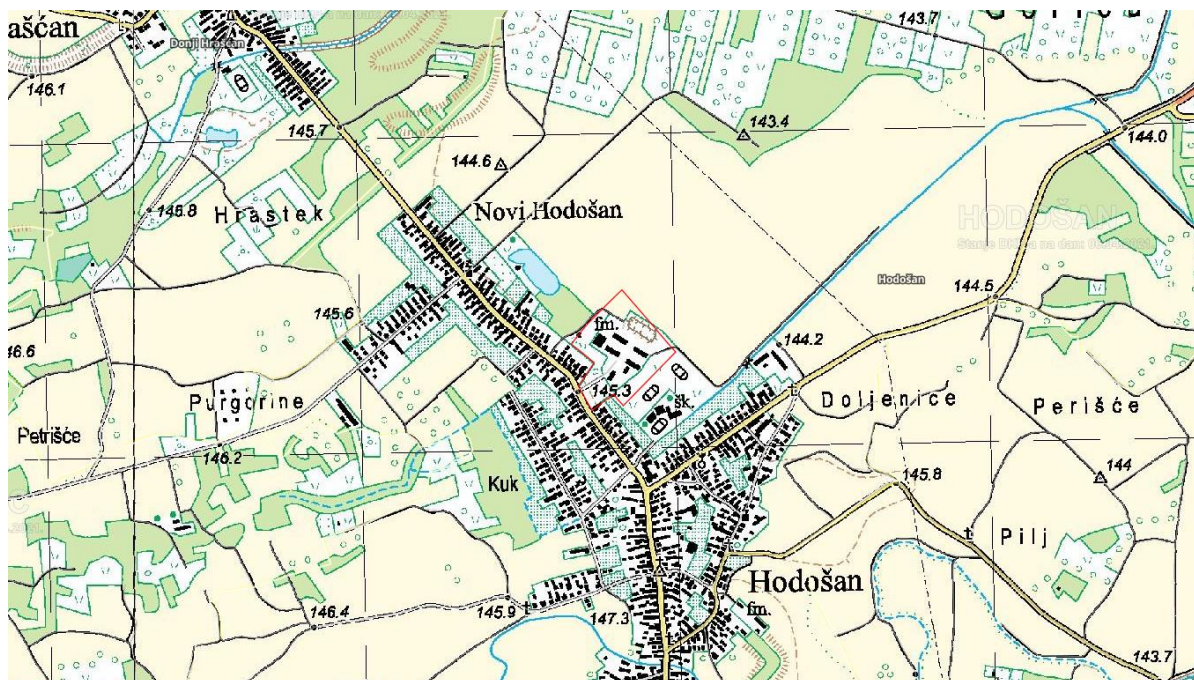 ašćan
Donji Hrašćan
143.7
146.1
145.7
143.4
144.0
144.6
145.8
Hrastek
Novi Hodošan
HODOŠAN
Hodošan
144.5
145.6
fm.
144.2
46.6
145.3
Purgorine
šk.
Doljenice
Perišće
Petrišće
146.2
Kuk
145.8
144
Pilj
Hodošan
145.9
146.4
147.3
fm.
143.7